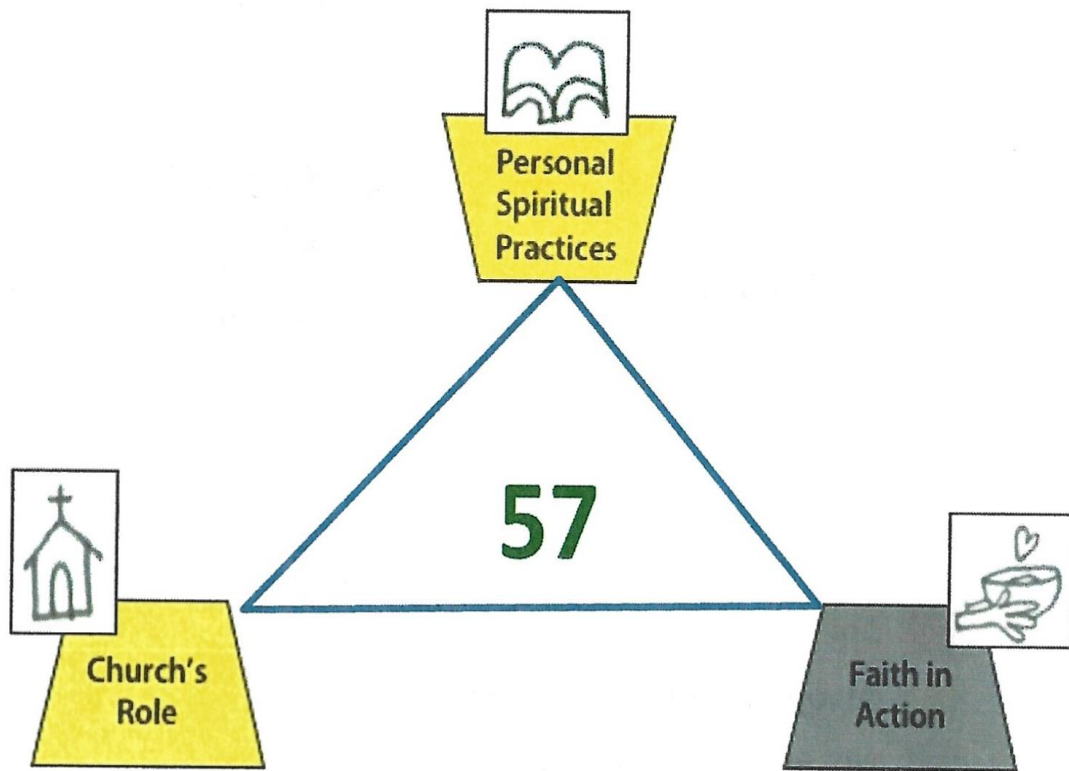 Personal
Spiritual
Practices
57
Church's
Role
Faith in
Action